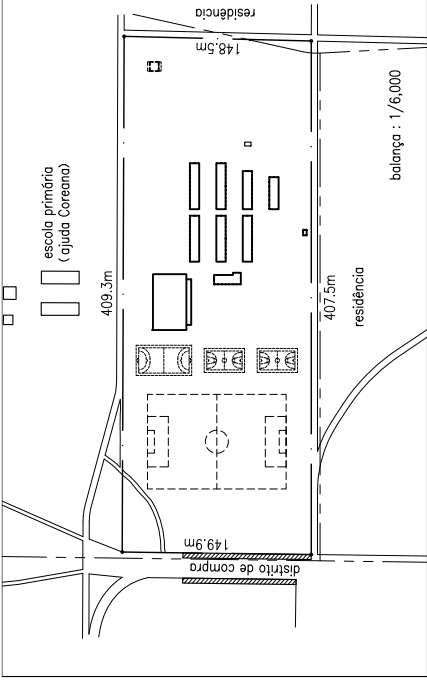 residência
148.5m
escola primária
(ajuda Coreana)
409.3m
balança : 1/6,000
407.5m
residência
149.9m
distrito de compra